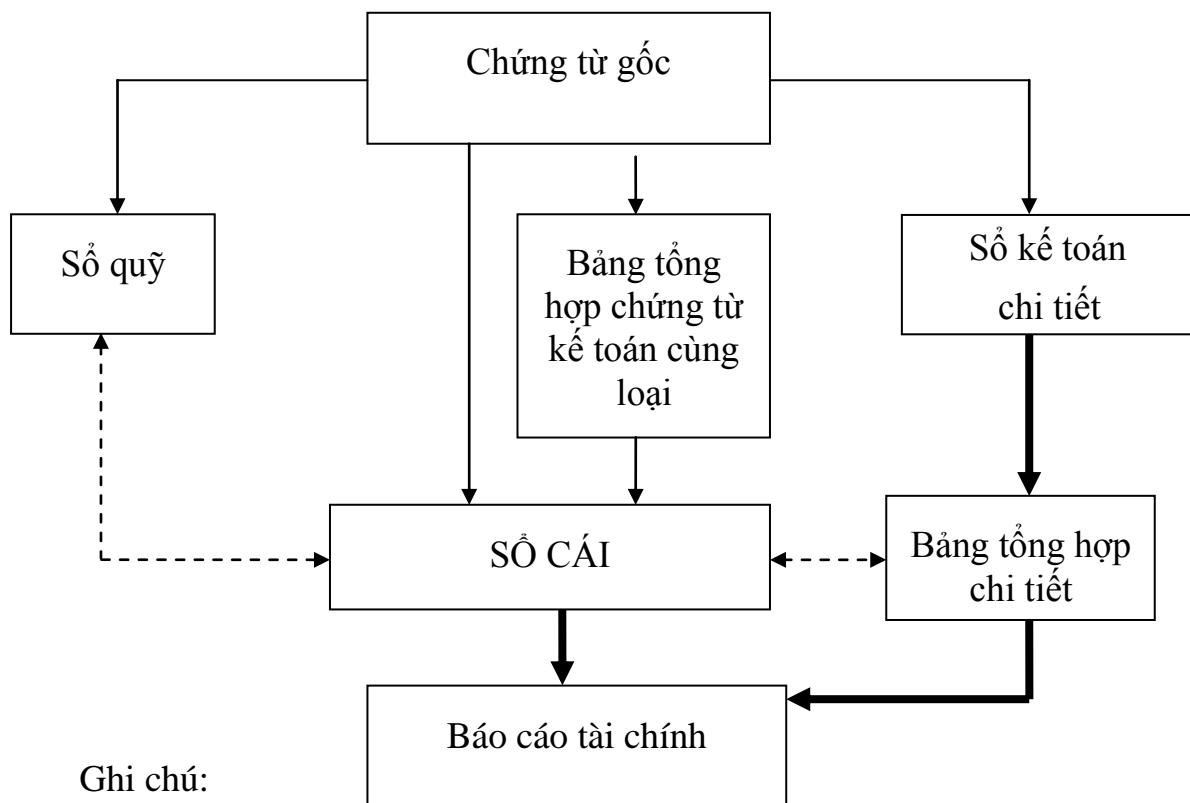 Chứng từ gốc
Sổ quỹ
Bảng tổng
hợp chứng từ
kế toán cùng
loại
Sổ kế toán
chi tiết
SỔ CÁI
Bảng tổng hợp
chi tiết
Báo cáo tài chính
Ghi chú: